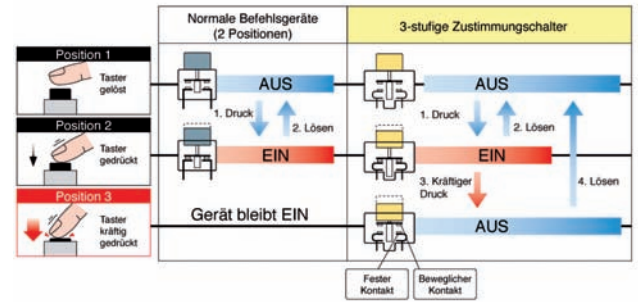 Normale Befehlsgeräte
(2 Positionen)
3-stufige Zustimmungschalter
Position 1
Taster
gelöst
AUS
AUS
1. Druck
2. Lösen
1. Druck
2. Lösen
Position 2
Taster
gedrückt
EIN
EIN
3. Kräftiger
Druck
4. Lösen
Position 3
Taster
kräftig
gedrückt
Gerät bleibt EIN
AUS
Fester
Kontakt
Beweglicher
Kontakt